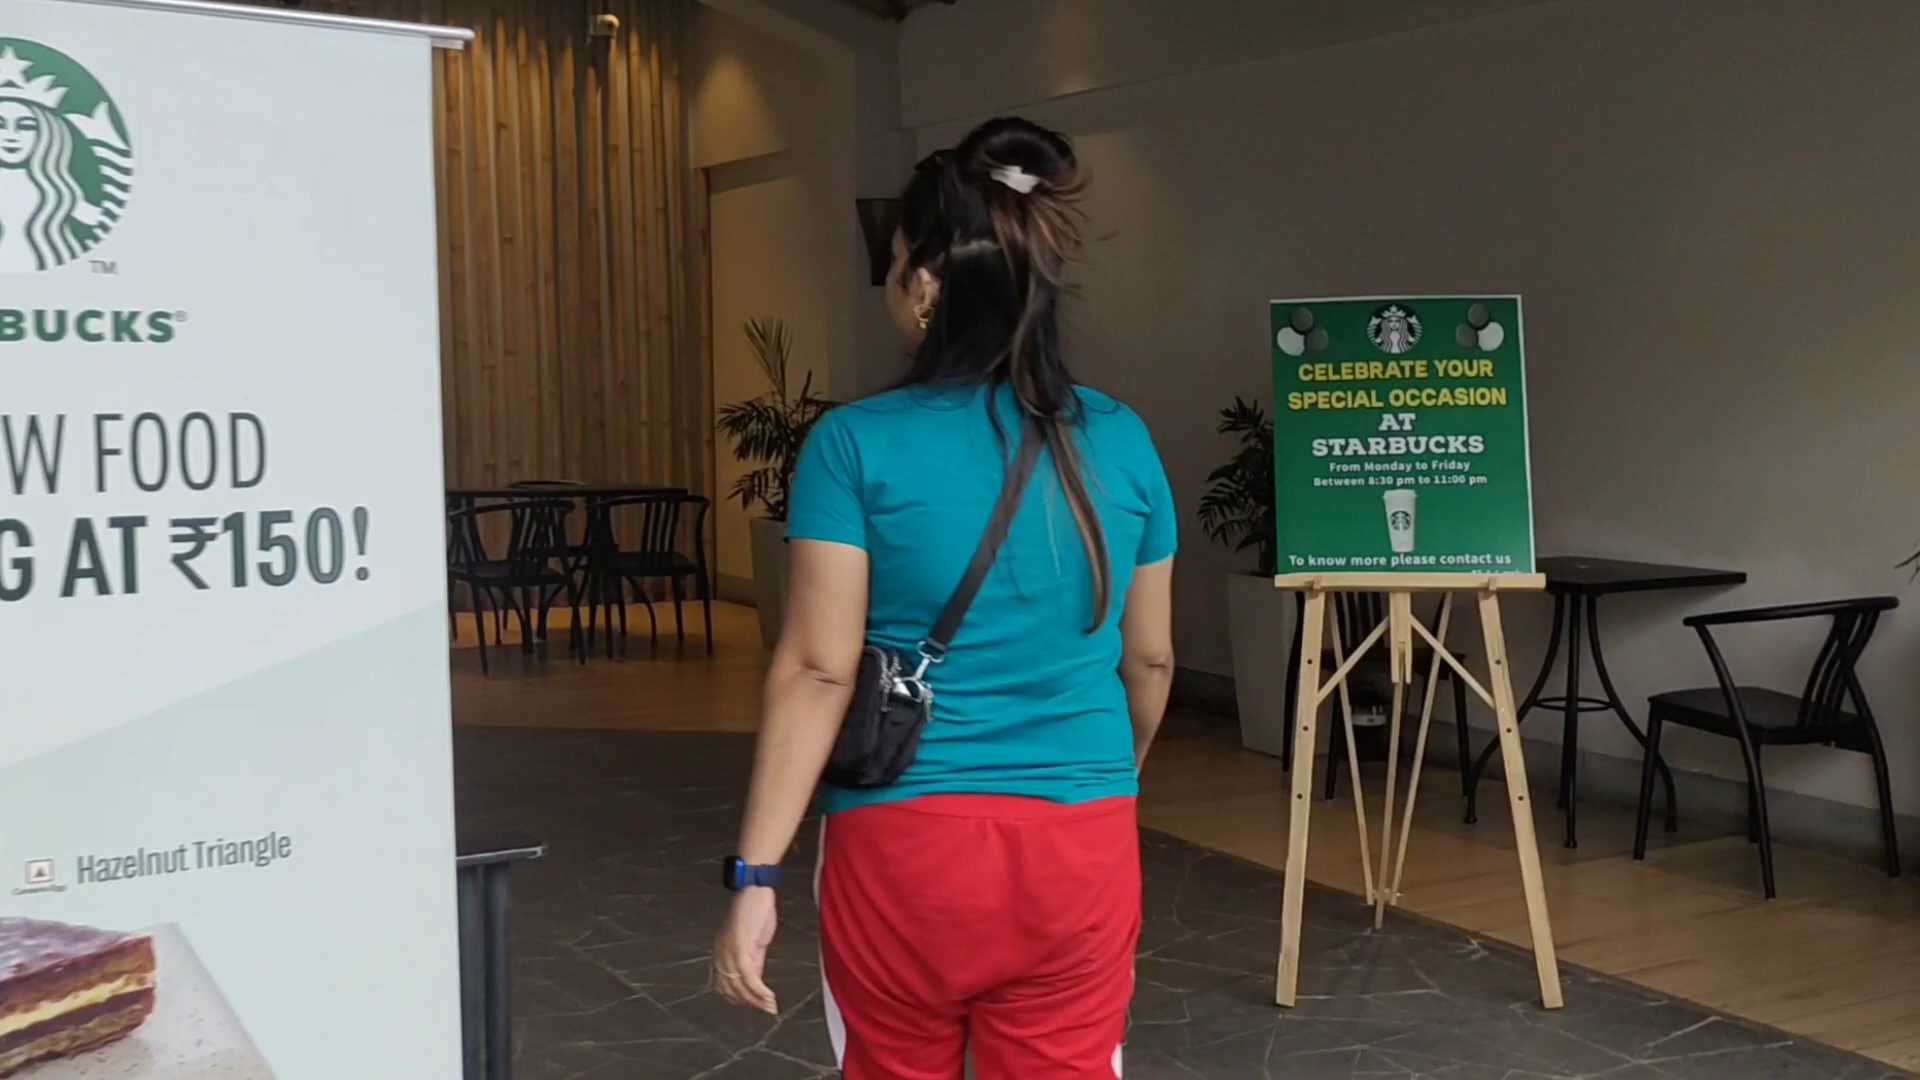 TM
BUCKS®
W FOOD
G AT ₹150!
Hazelnut Triangle
CELEBRATE YOUR
SPECIAL OCCASION
AT
STARBUCKS
From Monday to Friday
Between 8:30 pm to 11:00 pm
To know more please contact us